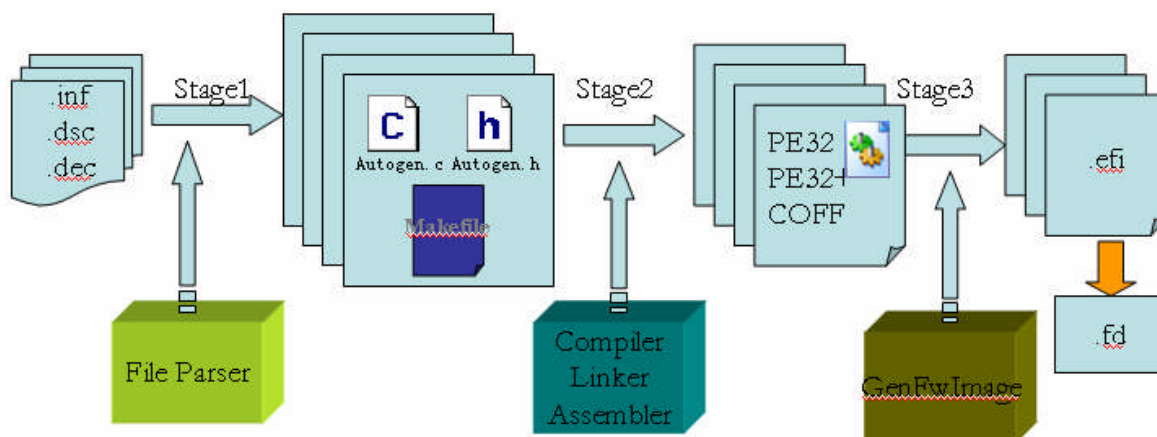 .inf
.dsc
.dec
Stage1
C
h
Autogen.c Autogen.h
Makefile
Stage2
PE32
PE32+
COFF
Stage3
.efi
.fd
File Parser
Compiler
Linker
Assembler
GenFwImage